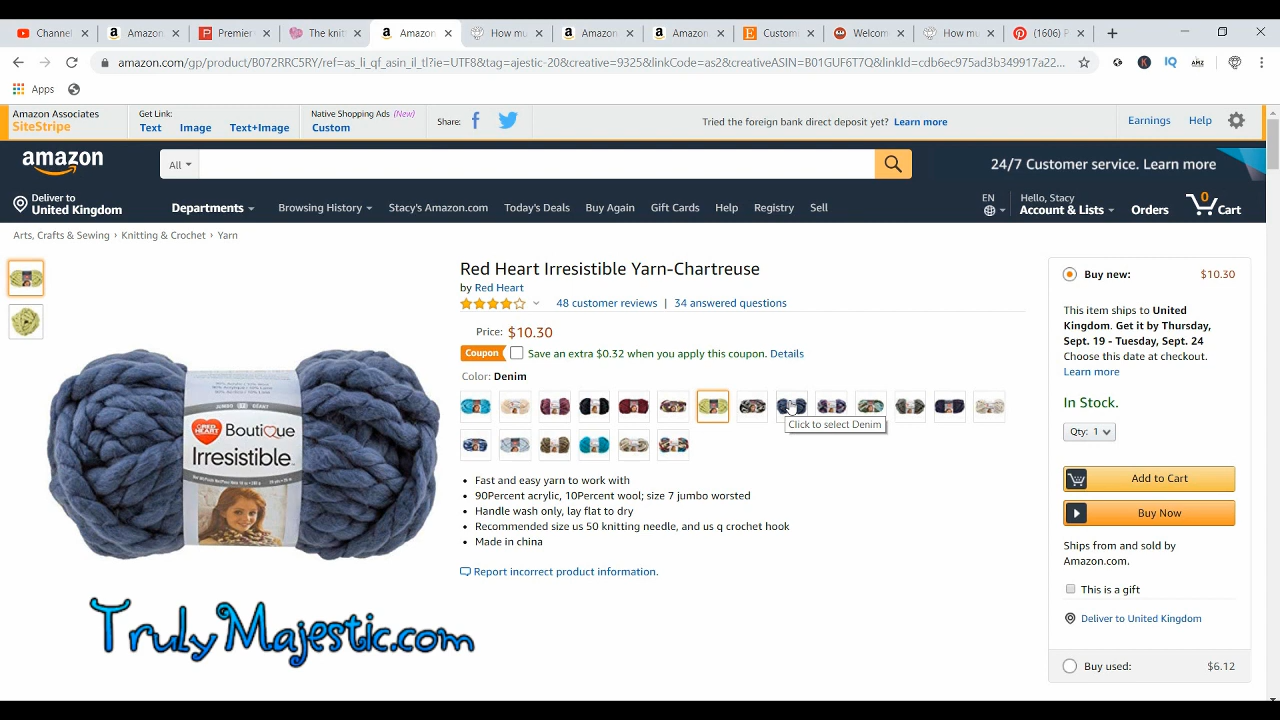 Channel
Amazon
Premier
The knit
Amazon
How mu
Amazon
Amazon
Custom
Welcom
How mu
(1606) P
amazon.com/gp/product/B072RRC5RY/ref=as_li_qf_asin_il_tl?ie=UTF8&tag=ajestic-20&creative=9325&linkCode=as2&creativeASIN=B01GUF6T7Q&linkId=cdb6ec975ad3b349917a22...
Apps
Amazon Associates
SiteStripe
Get Link:
Text Image Text+Image
Native Shopping Ads (New)
Custom
Share:
Tried the foreign bank direct deposit yet? Learn more
Earnings Help
amazon
All
24/7 Customer service. Learn more
Deliver to
United Kingdom
Departments Browsing History Stacy's Amazon.com Today's Deals Buy Again Gift Cards Help Registry Sell
EN
Hello, Stacy
Account & Lists
Orders
0
Cart
Arts, Crafts & Sewing › Knitting & Crochet › Yarn
Red Heart Irresistible Yarn-Chartreuse
by Red Heart
48 customer reviews | 34 answered questions
Price: $10.30
Coupon Save an extra $0.32 when you apply this coupon. Details
Color: Denim
Click to select Denim
Fast and easy yarn to work with
90Percent acrylic, 10Percent wool; size 7 jumbo worsted
Handle wash only, lay flat to dry
Recommended size us 50 knitting needle, and us q crochet hook
Made in china
Report incorrect product information.
RED HEART
Boutique
Irresistible
TrulyMajestic.com
Buy new: $10.30
This item ships to United
Kingdom. Get it by Thursday,
Sept. 19 - Tuesday, Sept. 24
Choose this date at checkout.
Learn more
In Stock.
Qty: 1
Add to Cart
Buy Now
Ships from and sold by
Amazon.com.
This is a gift
Deliver to United Kingdom
Buy used: $6.12